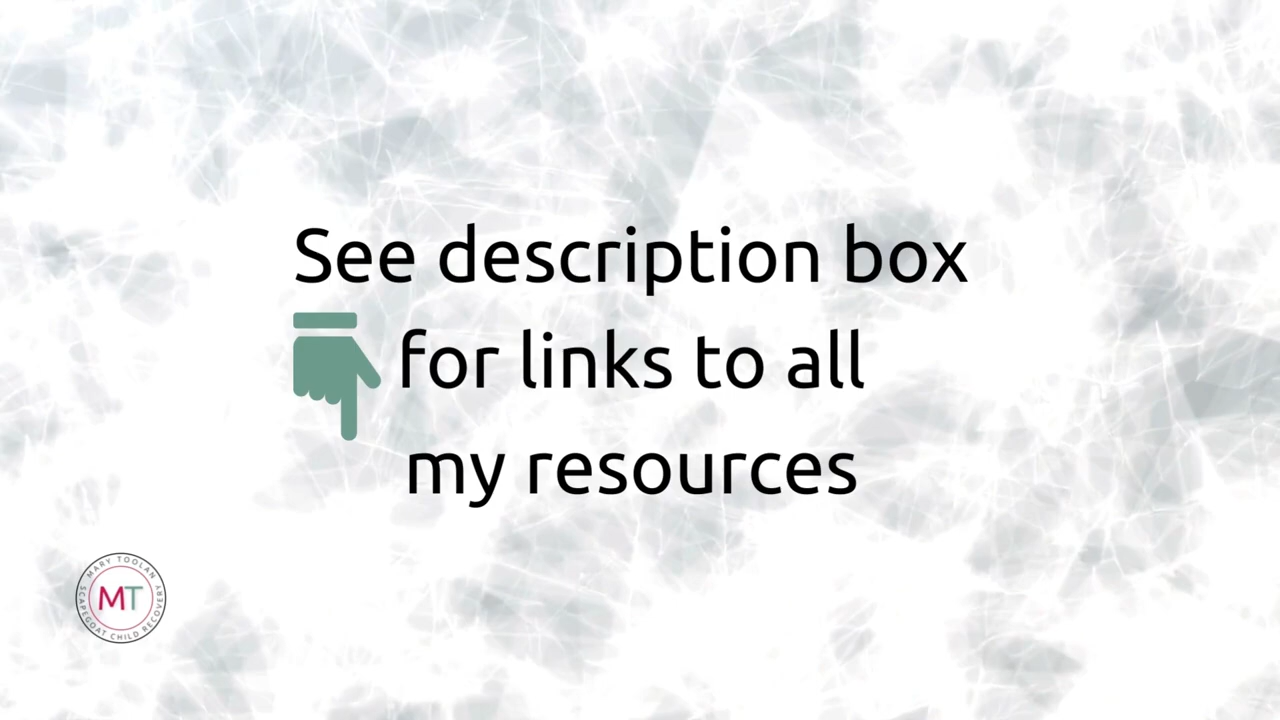 See description box
for links to all
my resources
MARY TOOLAN
MT
SCAPEGOAT CHILD RECOVERY